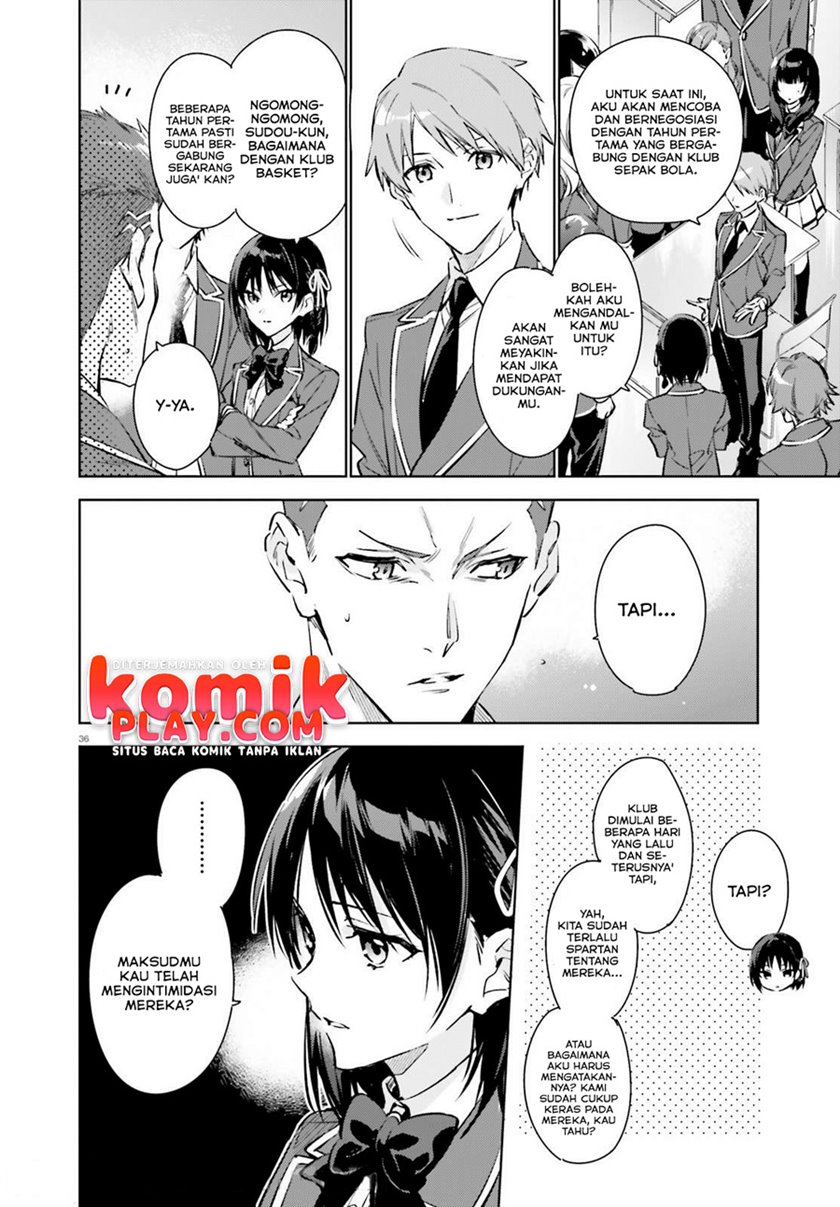 UNTUK SAAT INI,
AKU AKAN MENCOBA
DAN BERNEGOSIASI
DENGAN TAHUN PER-
TAMA YANG BERGA-
BUNG DENGAN KLUB
SEPAK BOLA.
BOLEH-
KAH AKU
MENGANDAL-
KAN MU
UNTUK
ITU?
AKAN
SANGAT
MEYAKIN-
KAN JIKA
MENDAPAT
DUKUNGAN-
MU.
NGOMONG-
NGOMONG,
SUDOU-KUN,
BAGAIMANA
DENGAN KLUB
BASKET?
BEBERAPA
TAHUN PER-
TAMA PASTI
SUDAH BER-
GABUNG
SEKARANG
JUGA' KAN?
Y-YA.
TAPI...
DITERJEMAHKAN OLEH
komik
PLAY.COM
SITUS BACA KOMIK TANPA IKLAN
36
TAPI?
KLUB
DIMULAI BE-
BERAPA HARI
YANG LALU
DAN SE-
TERUSNYA'
TAPI,
YAH,
KITA SUDAH
TERLALU
SPARTAN
TENTANG
MEREKA...
ATAU
BAGAIMANA
AKU HARUS
MENGATAKAN-
NYA? KAMI
SUDAH CUKUP
KERAS PADA
MEREKA, KAU
TAHU?
.........
MAKSUDMU
KAU TELAH
MENGINTIMIDASI
MEREKA?